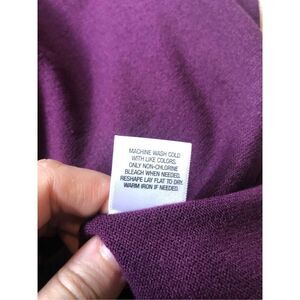 MACHINE WASH COLD
WITH LIKE COLORS.
ONLY NON-CHLORINE
BLEACH WHEN NEEDED.
RESHAPE LAY FLAT TO DRY.
WARM IRON IF NEEDED.